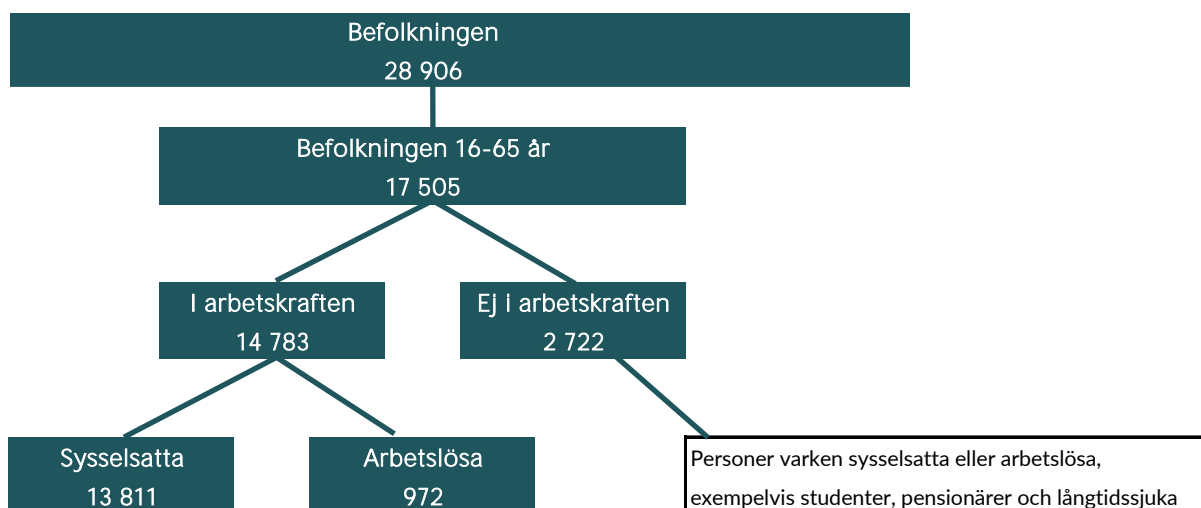 Befolkningen
28 906
Befolkningen 16-65 år
17 505
I arbetskraften
14 783
Ej i arbetskraften
2 722
Sysselsatta
13 811
Arbetslösa
972
Personer varken sysselsatta eller arbetslösa,
exempelvis studenter, pensionärer och långtidssjuka